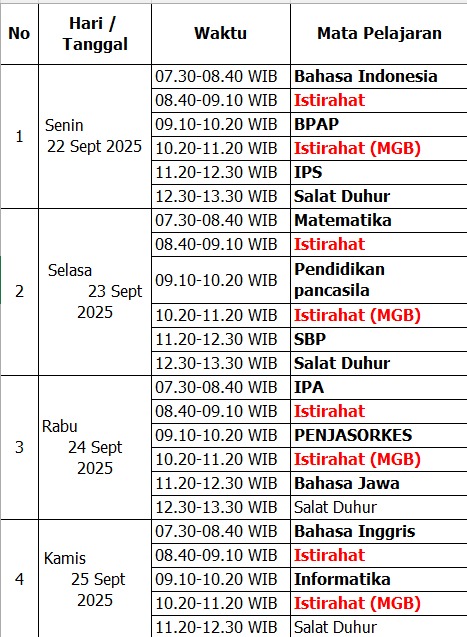 No Hari / Tanggal Waktu Mata Pelajaran
1 Senin 22 Sept 2025
07.30-08.40 WIB Bahasa Indonesia
08.40-09.10 WIB Istirahat
09.10-10.20 WIB BPAP
10.20-11.20 WIB Istirahat (MGB)
11.20-12.30 WIB IPS
12.30-13.30 WIB Salat Duhur
2 Selasa 23 Sept 2025
07.30-08.40 WIB Matematika
08.40-09.10 WIB Istirahat
09.10-10.20 WIB Pendidikan pancasila
10.20-11.20 WIB Istirahat (MGB)
11.20-12.30 WIB SBP
12.30-13.30 WIB Salat Duhur
3 Rabu 24 Sept 2025
07.30-08.40 WIB IPA
08.40-09.10 WIB Istirahat
09.10-10.20 WIB PENJASORKES
10.20-11.20 WIB Istirahat (MGB)
11.20-12.30 WIB Bahasa Jawa
12.30-13.30 WIB Salat Duhur
4 Kamis 25 Sept 2025
07.30-08.40 WIB Bahasa Inggris
08.40-09.10 WIB Istirahat
09.10-10.20 WIB Informatika
10.20-11.20 WIB Istirahat (MGB)
11.20-12.30 WIB Salat Duhur